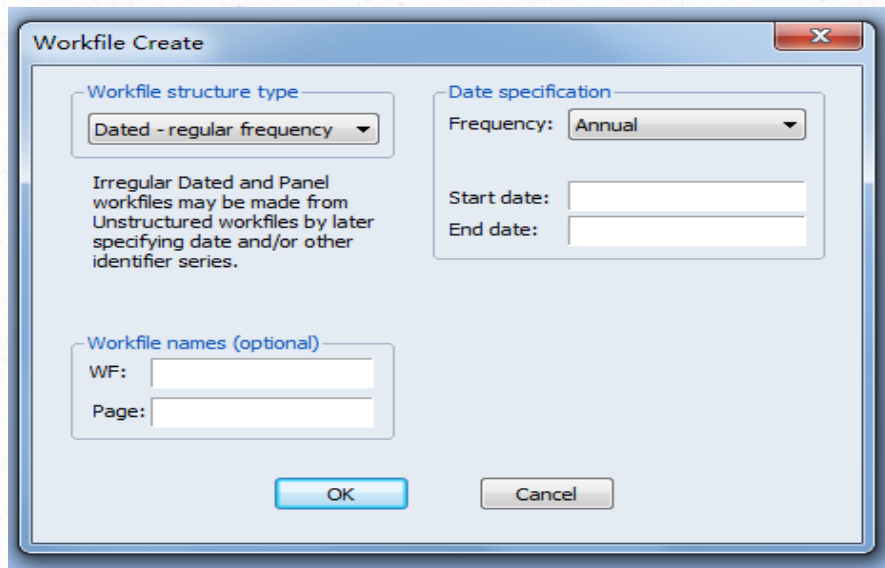 Workfile Create
Workfile structure type
Dated - regular frequency
Irregular Dated and Panel
workfiles may be made from
Unstructured workfiles by later
specifying date and/or other
identifier series.
Date specification
Frequency: Annual
Start date:
End date:
Workfile names (optional)
WF:
Page:
OK Cancel